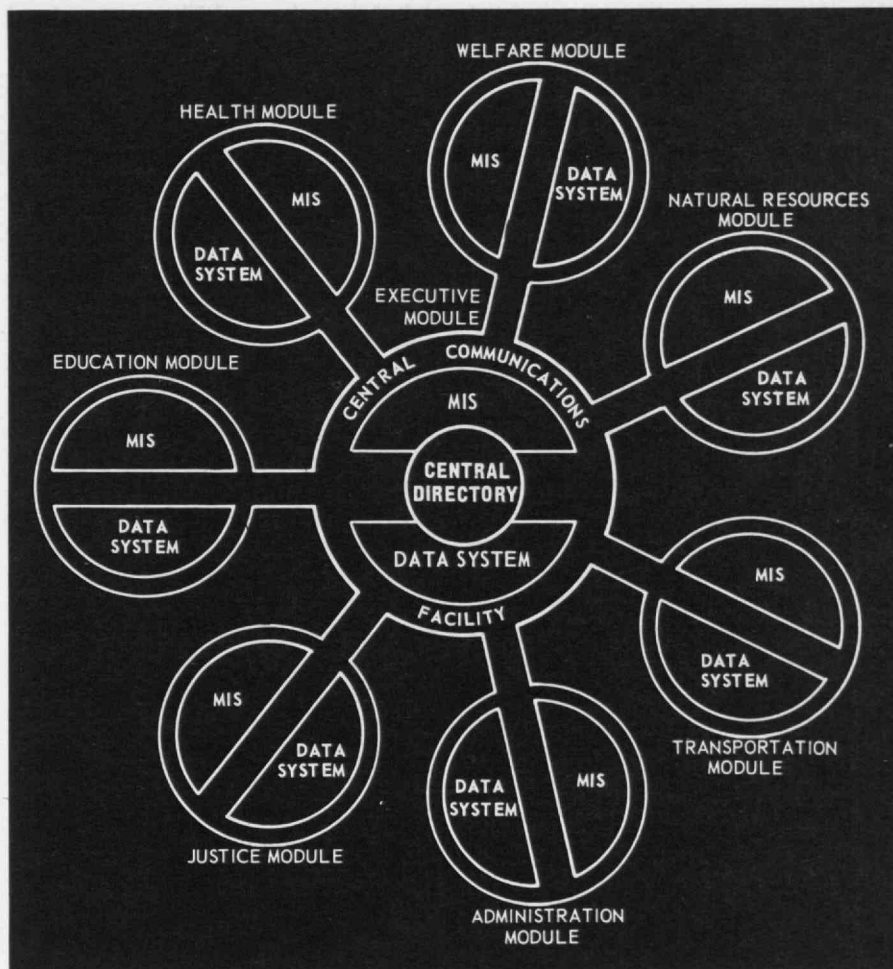 WELFARE MODULE
MIS
DATA
SYSTEM
HEALTH MODULE
MIS
DATA
SYSTEM
NATURAL RESOURCES
MODULE
MIS
DATA
SYSTEM
EXECUTIVE
MODULE
CENTRAL COMMUNICATIONS
MIS
CENTRAL
DIRECTORY
DATA SYSTEM
FACILITY
EDUCATION MODULE
MIS
DATA
SYSTEM
MIS
DATA
SYSTEM
TRANSPORTATION
MODULE
MIS
DATA
SYSTEM
JUSTICE MODULE
DATA
SYSTEM
MIS
ADMINISTRATION
MODULE